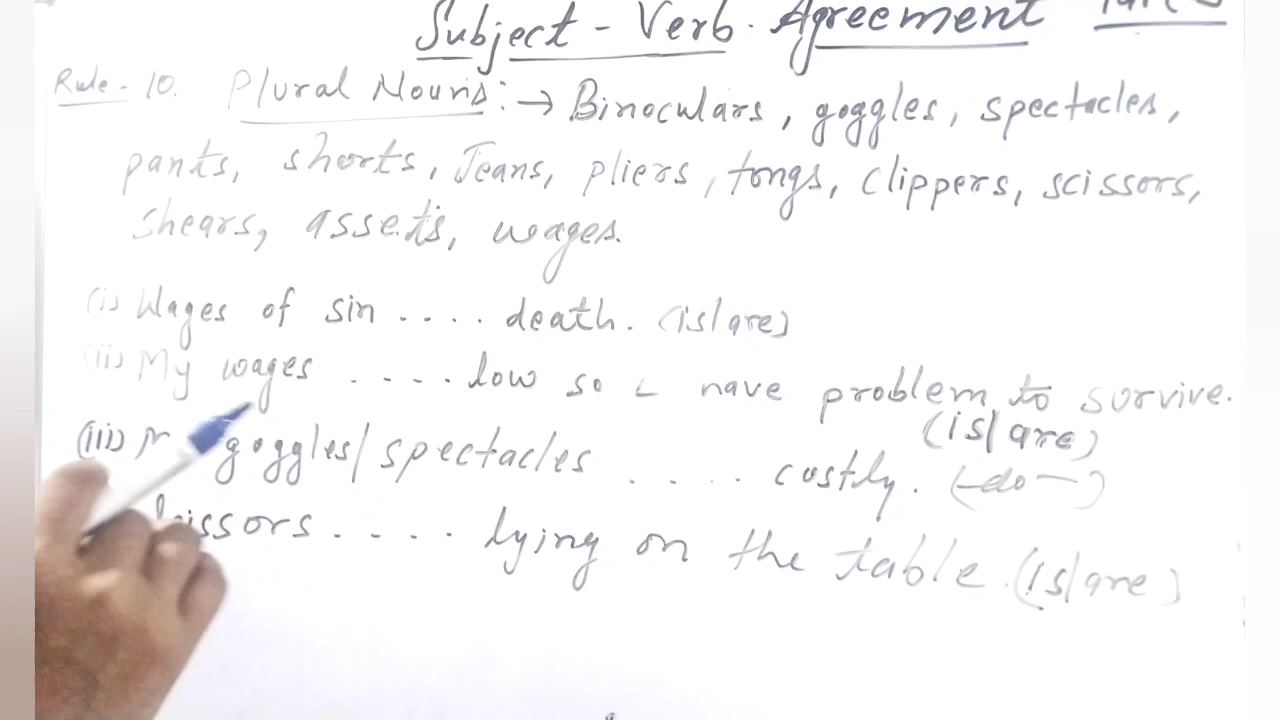 Subject - Verb. Agreement
Rule - 10. Plural Nouns :→ Binoculars, goggles, spectacles,
pants, shorts, Jeans, pliers, tongs, clippers, scissors,
shears, assets, wages.
(i) Wages of sin .... death. (is/are)
(ii) My wages .... low so I have problem to survive.
(is/are)
(iii) goggles/spectacles .... costly. (-do-)
scissors .... lying on the table. (is/are)